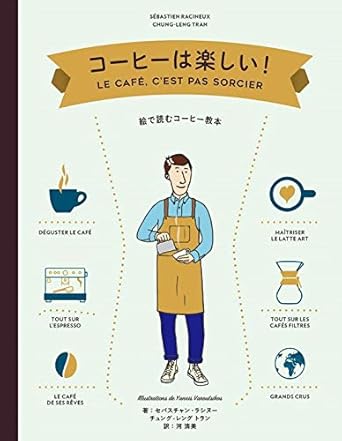 SÉBASTIEN RACINEUX
CHUNG-LENG TRAN
コーヒーは楽しい!
LE CAFÉ, C'EST PAS SORCIER
絵で読むコーヒー教本
DÉGUSTER LE CAFÉ
MAÎTRISER
LE LATTE ART
TOUT SUR
L'ESPRESSO
TOUT SUR LES
CAFÉS FILTRES
LE CAFÉ
DE SES RÊVES
GRANDS CRUS
Illustrations de Yannis Varoutsikos
著:セバスチャン・ラシヌー
チュング-レング トラン
訳:河 清美